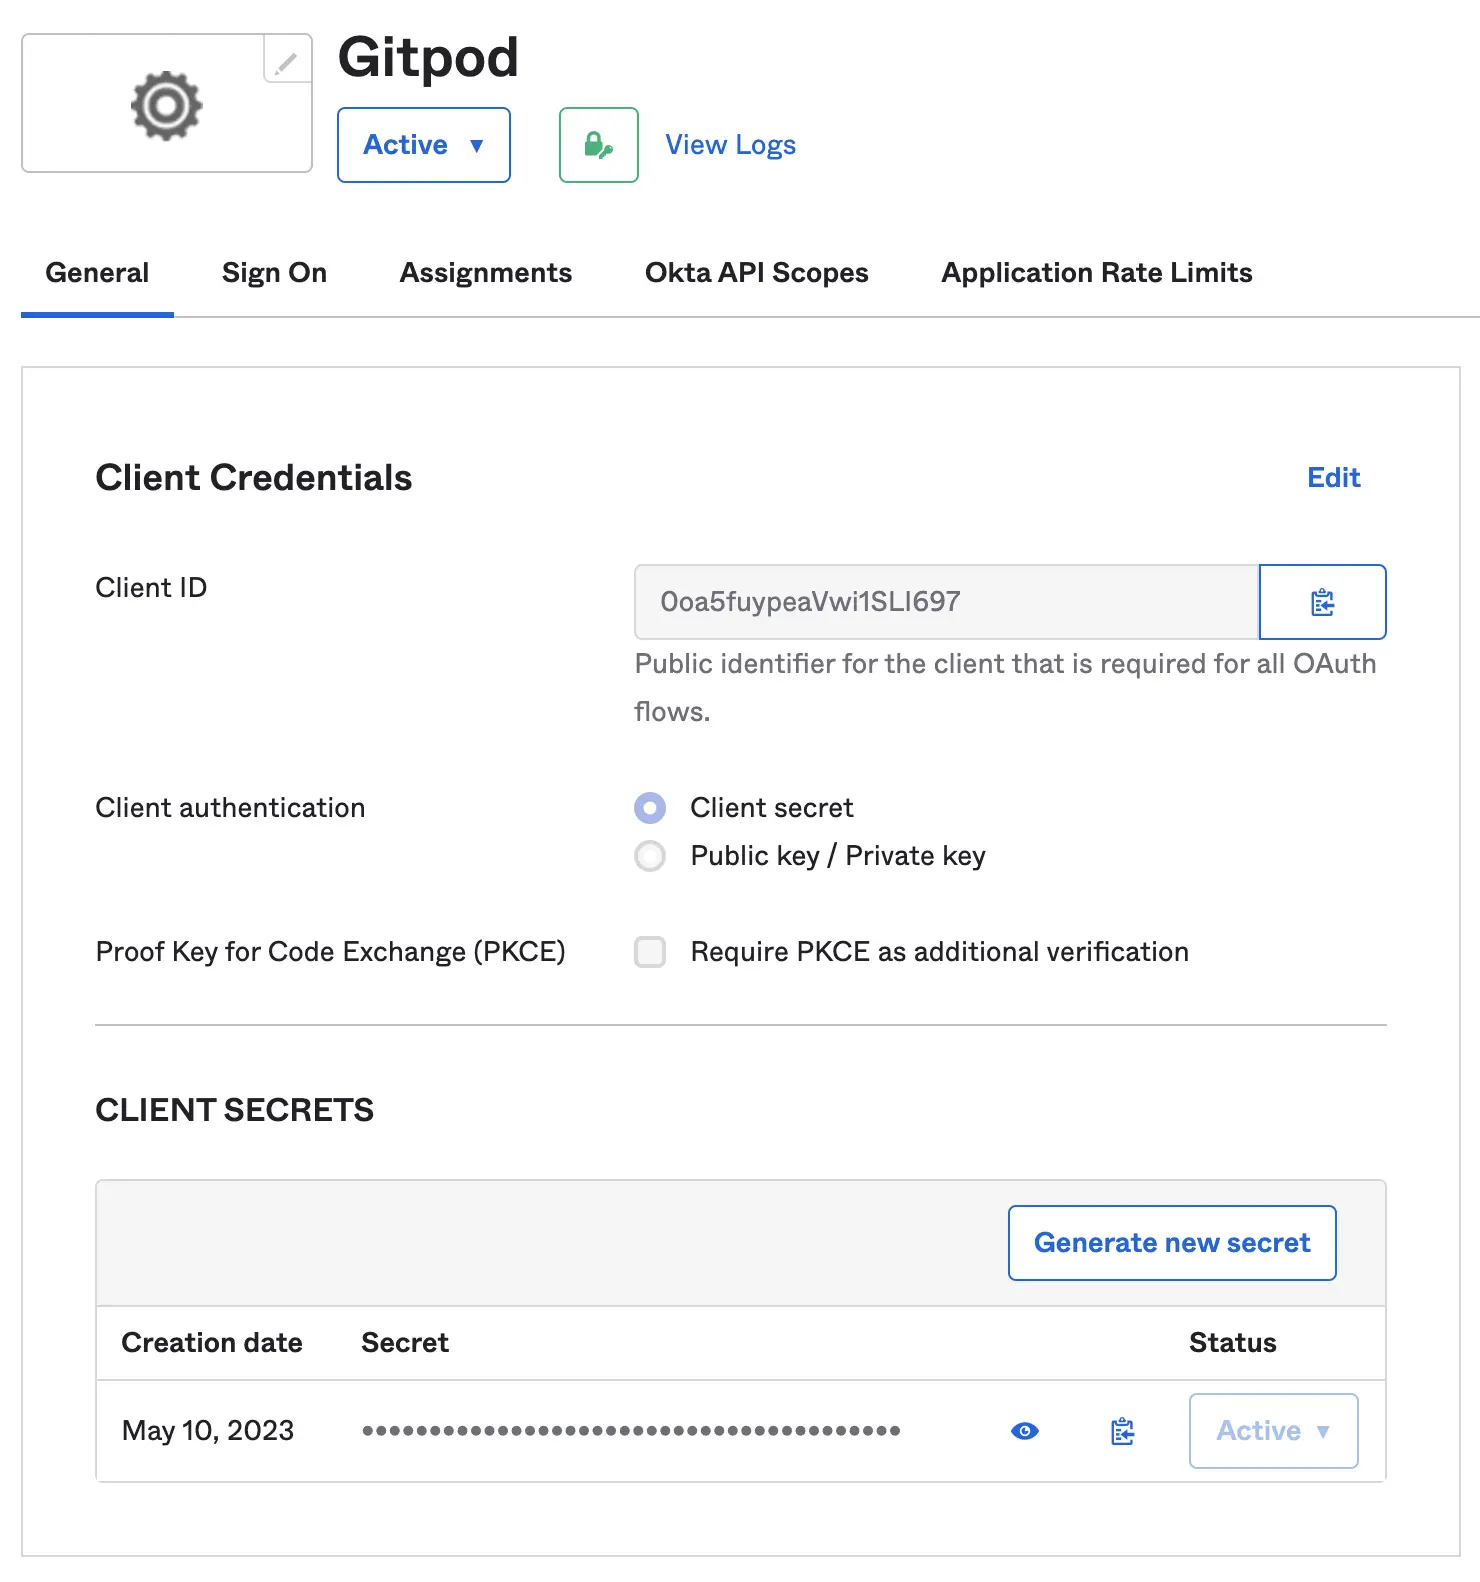 Gitpod
Active ▼
View Logs
General Sign On Assignments Okta API Scopes Application Rate Limits
Client Credentials Edit
Client ID 0oa5fuypeaVwi1SLI697
Public identifier for the client that is required for all OAuth
flows.
Client authentication Client secret
Public key / Private key
Proof Key for Code Exchange (PKCE) Require PKCE as additional verification
CLIENT SECRETS
Generate new secret
Creation date Secret Status
May 10, 2023 •••••••••••••••••••••••••••••••••••••••• Active ▼